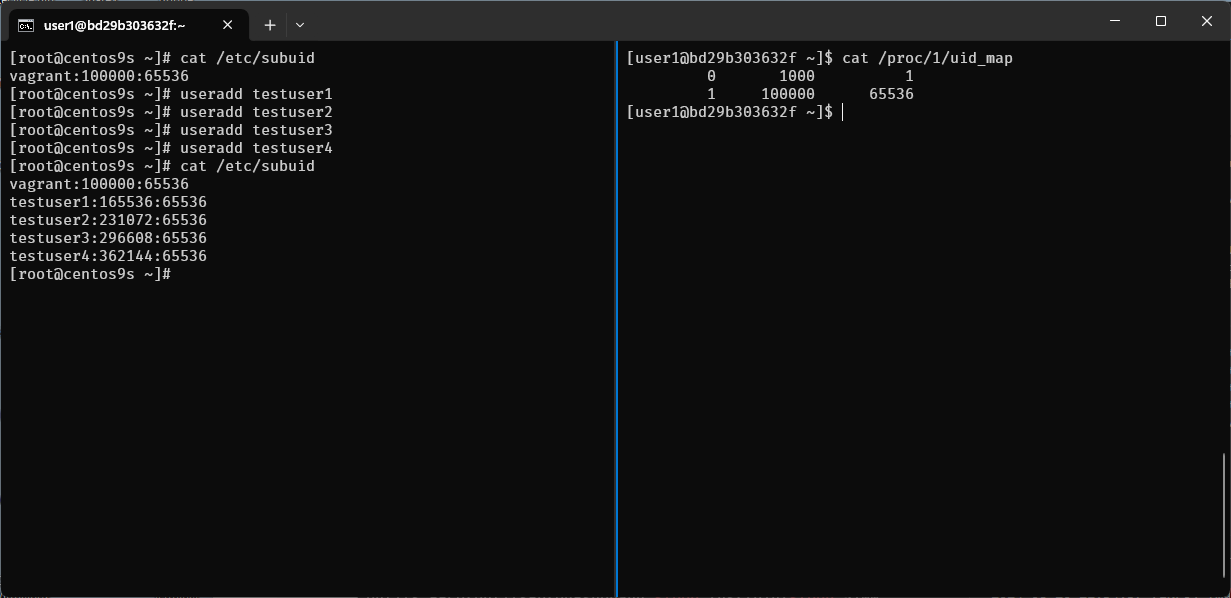 user1@bd29b303632f:~
[root@centos9s ~]# cat /etc/subuid
vagrant:100000:65536
[root@centos9s ~]# useradd testuser1
[root@centos9s ~]# useradd testuser2
[root@centos9s ~]# useradd testuser3
[root@centos9s ~]# useradd testuser4
[root@centos9s ~]# cat /etc/subuid
vagrant:100000:65536
testuser1:165536:65536
testuser2:231072:65536
testuser3:296608:65536
testuser4:362144:65536
[root@centos9s ~]#
[user1@bd29b303632f ~]$ cat /proc/1/uid_map
0 1000 1
1 100000 65536
[user1@bd29b303632f ~]$